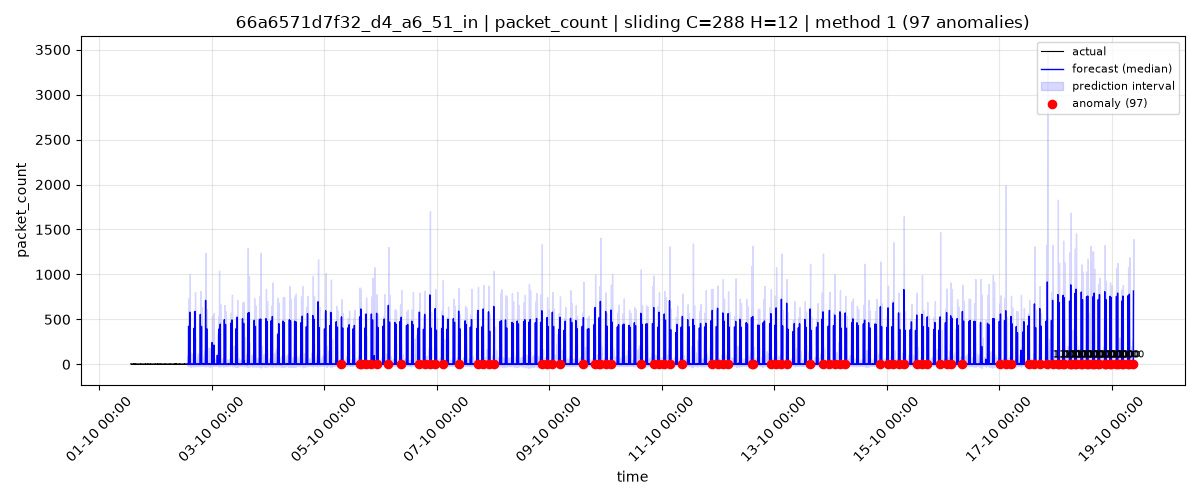 66a6571d7f32_d4_a6_51_in | packet_count | sliding C=288 H=12 | method 1 (97 anomalies)
actual
forecast (median)
prediction interval
anomaly (97)
packet_count
3500
3000
2500
2000
1500
1000
500
0
01-10 00:00
03-10 00:00
05-10 00:00
07-10 00:00
09-10 00:00
11-10 00:00
13-10 00:00
15-10 00:00
17-10 00:00
19-10 00:00
time